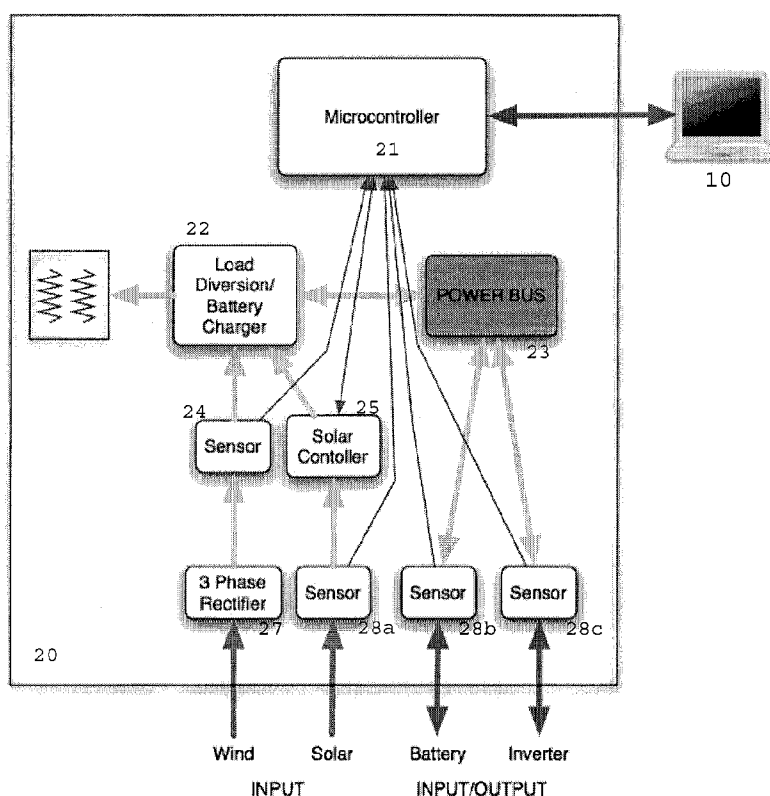 Microcontroller
21
10
22
Load
Diversion/
Battery
Charger
POWER BUS
23
24
Sensor
25
Solar
Contoller
3 Phase
Rectifier
27
Sensor
28a
Sensor
28b
Sensor
28c
20
Wind
Solar
Battery
Inverter
INPUT
INPUT/OUTPUT